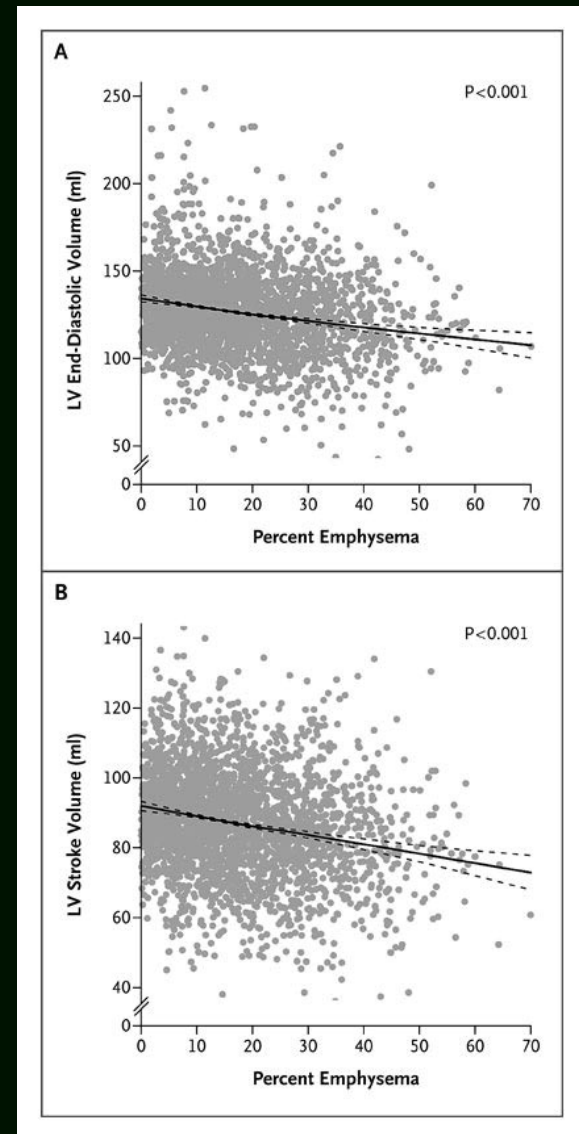 A
P<0.001
LV End-Diastolic Volume (ml)
250
200
150
100
50
0
0 10 20 30 40 50 60 70
Percent Emphysema
B
P<0.001
LV Stroke Volume (ml)
140
120
100
80
60
40
0
0 10 20 30 40 50 60 70
Percent Emphysema